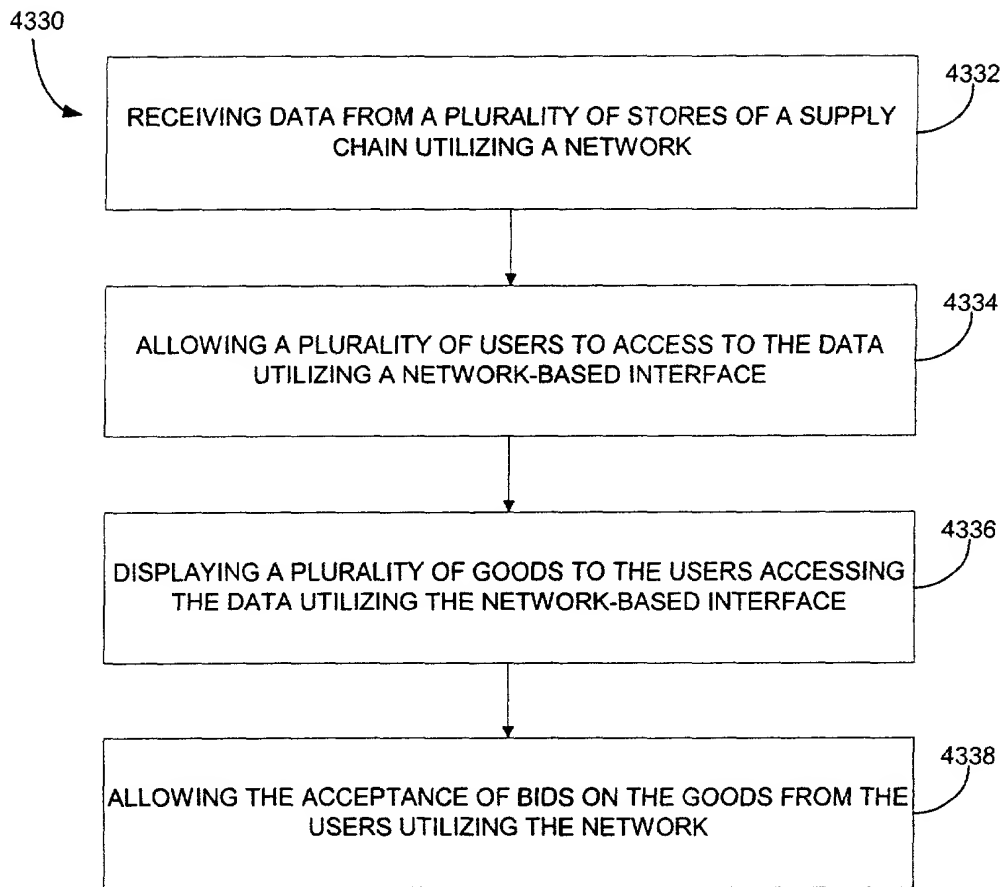 4330
4332
RECEIVING DATA FROM A PLURALITY OF STORES OF A SUPPLY
CHAIN UTILIZING A NETWORK
4334
ALLOWING A PLURALITY OF USERS TO ACCESS TO THE DATA
UTILIZING A NETWORK-BASED INTERFACE
4336
DISPLAYING A PLURALITY OF GOODS TO THE USERS ACCESSING
THE DATA UTILIZING THE NETWORK-BASED INTERFACE
4338
ALLOWING THE ACCEPTANCE OF BIDS ON THE GOODS FROM THE
USERS UTILIZING THE NETWORK